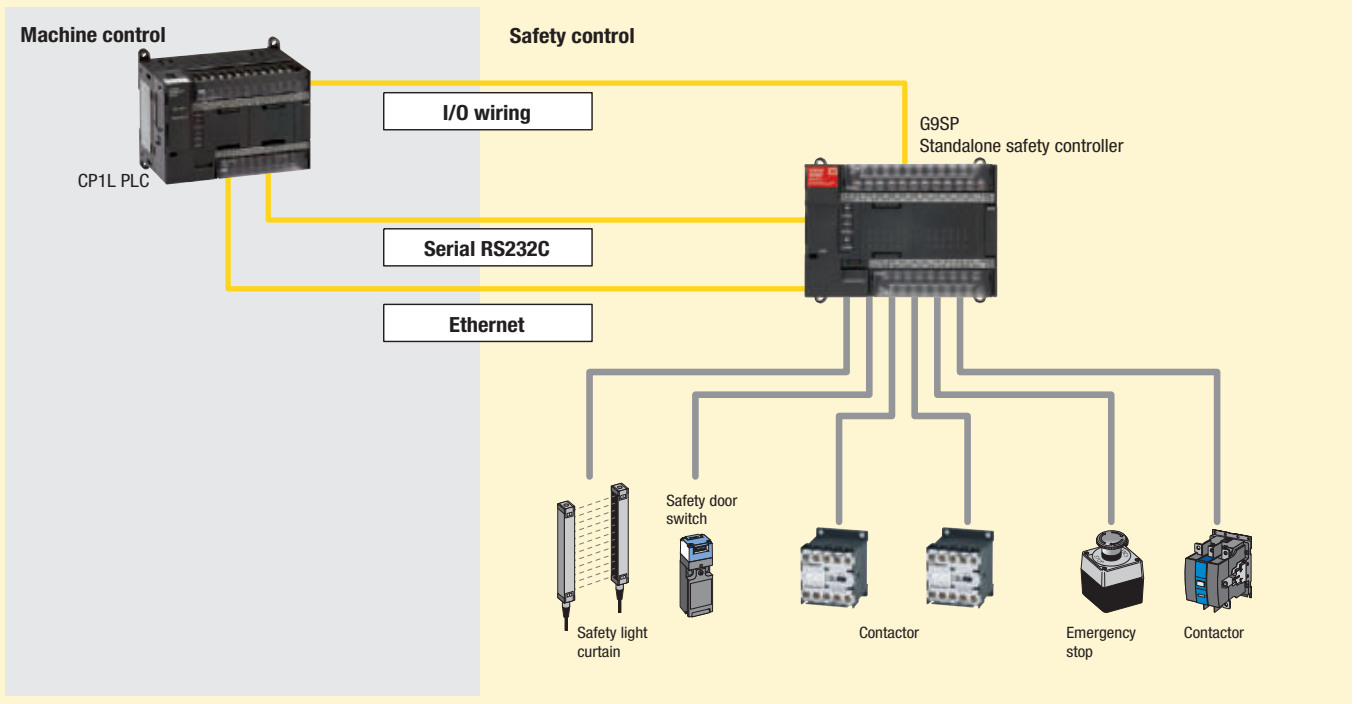 Machine control
Safety control
I/O wiring
G9SP
Standalone safety controller
CP1L PLC
Serial RS232C
Ethernet
Safety door
switch
Safety light
curtain
Contactor
Emergency
stop
Contactor